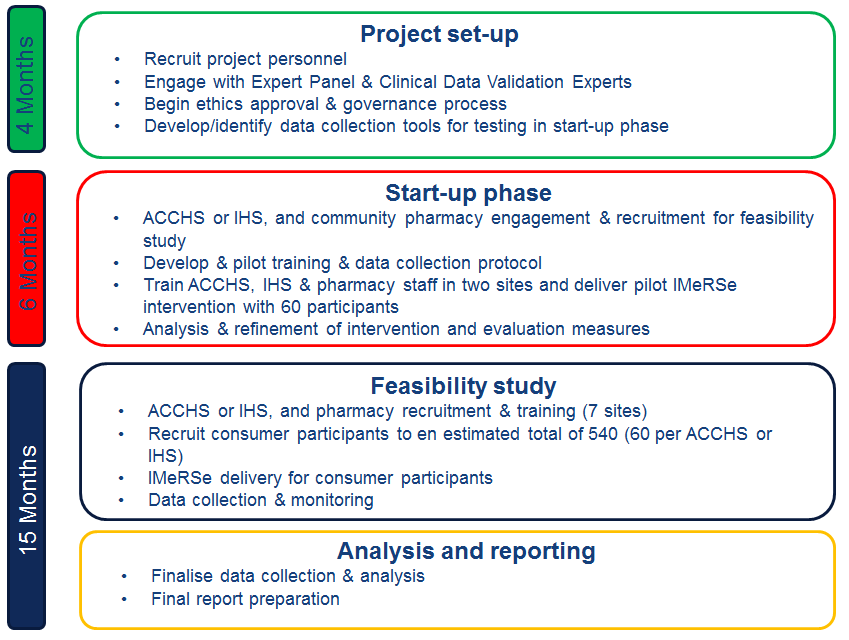 4 Months
Project set-up
• Recruit project personnel
• Engage with Expert Panel & Clinical Data Validation Experts
• Begin ethics approval & governance process
• Develop/identify data collection tools for testing in start-up phase
6 Months
Start-up phase
• ACCHS or IHS, and community pharmacy engagement & recruitment for feasibility
study
• Develop & pilot training & data collection protocol
• Train ACCHS, IHS & pharmacy staff in two sites and deliver pilot IMeRSe
intervention with 60 participants
• Analysis & refinement of intervention and evaluation measures
15 Months
Feasibility study
• ACCHS or IHS, and pharmacy recruitment & training (7 sites)
• Recruit consumer participants to en estimated total of 540 (60 per ACCHS or
IHS)
• IMeRSe delivery for consumer participants
• Data collection & monitoring
Analysis and reporting
• Finalise data collection & analysis
• Final report preparation